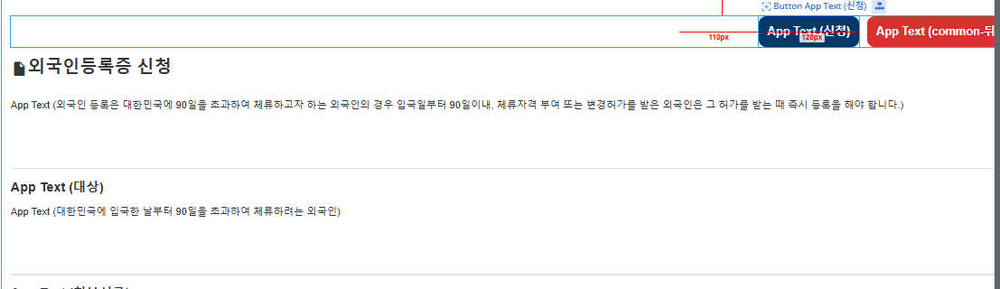 Button App Text (신청)
App Text (신청) App Text (common-뒤
110px 128px
외국인등록증 신청
App Text (외국인 등록은 대한민국에 90일을 초과하여 체류하고자 하는 외국인의 경우 입국일부터 90일이내, 체류자격 부여 또는 변경허가를 받은 외국인은 그 허가를 받는 때 즉시 등록을 해야 합니다.)
App Text (대상)
App Text (대한민국에 입국한 날부터 90일을 초과하여 체류하려는 외국인)